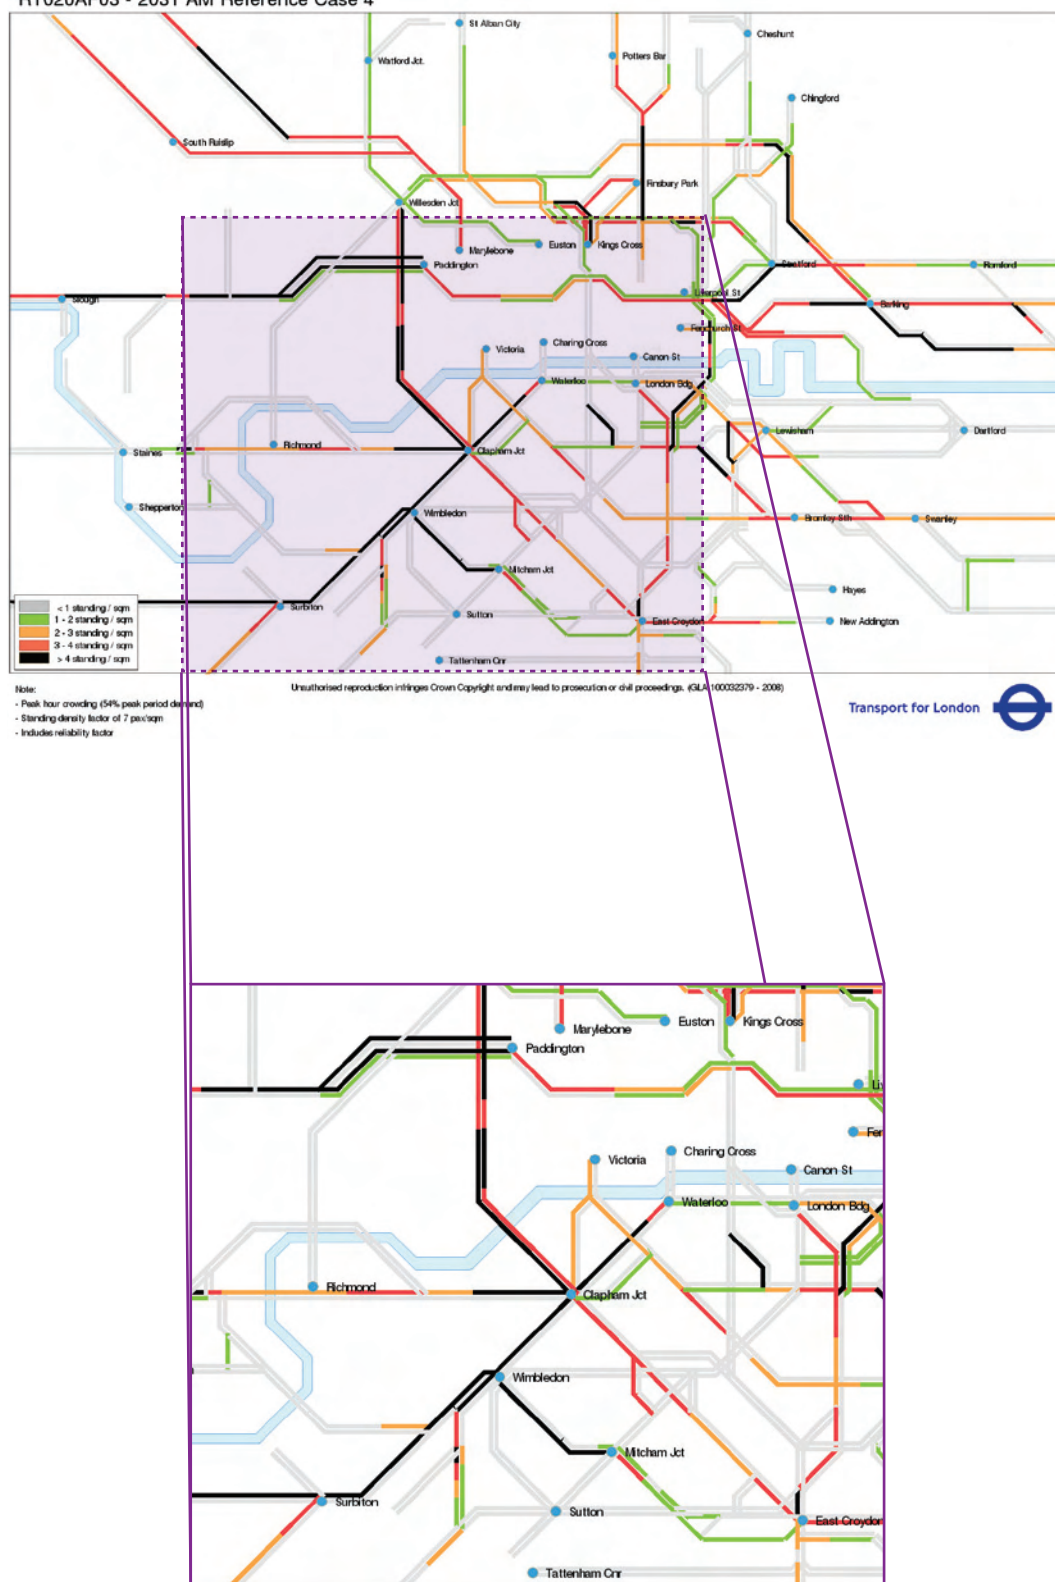 RT020AF03 - 2031 AM Reference Case 4
St Alban City
Cheshunt
Watford Jct.
Potters Bar
Chingford
South Ruislip
Finsbury Park
Willesden Jct
Marylebone
Euston
Kings Cross
Paddington
Stratford
Romford
Slough
Liverpool St
Barking
Fenchurch St
Victoria
Charing Cross
Canon St
Waterloo
London Bdg
Richmond
Lewisham
Dartford
Staines
Clapham Jct
Shepperton
Wimbledon
Bromley Sth
Swanley
Mitcham Jct
Hayes
Surbiton
Sutton
East Croydon
New Addington
Tattenham Cnr
< 1 standing / sqm
1 - 2 standing / sqm
2 - 3 standing / sqm
3 - 4 standing / sqm
> 4 standing / sqm
Note:
- Peak hour crowding (54% peak period demand)
- Standing density factor of 7 pax/sqm
- Includes reliability factor
Unauthorised reproduction infringes Crown Copyright and may lead to prosecution or civil proceedings. (GLA 100032379 - 2008)
Transport for London
Marylebone
Euston
Kings Cross
Paddington
Liv
Fen
Victoria
Charing Cross
Canon St
Waterloo
London Bdg
Richmond
Clapham Jct
Wimbledon
Mitcham Jct
Surbiton
Sutton
East Croydon
Tattenham Cnr